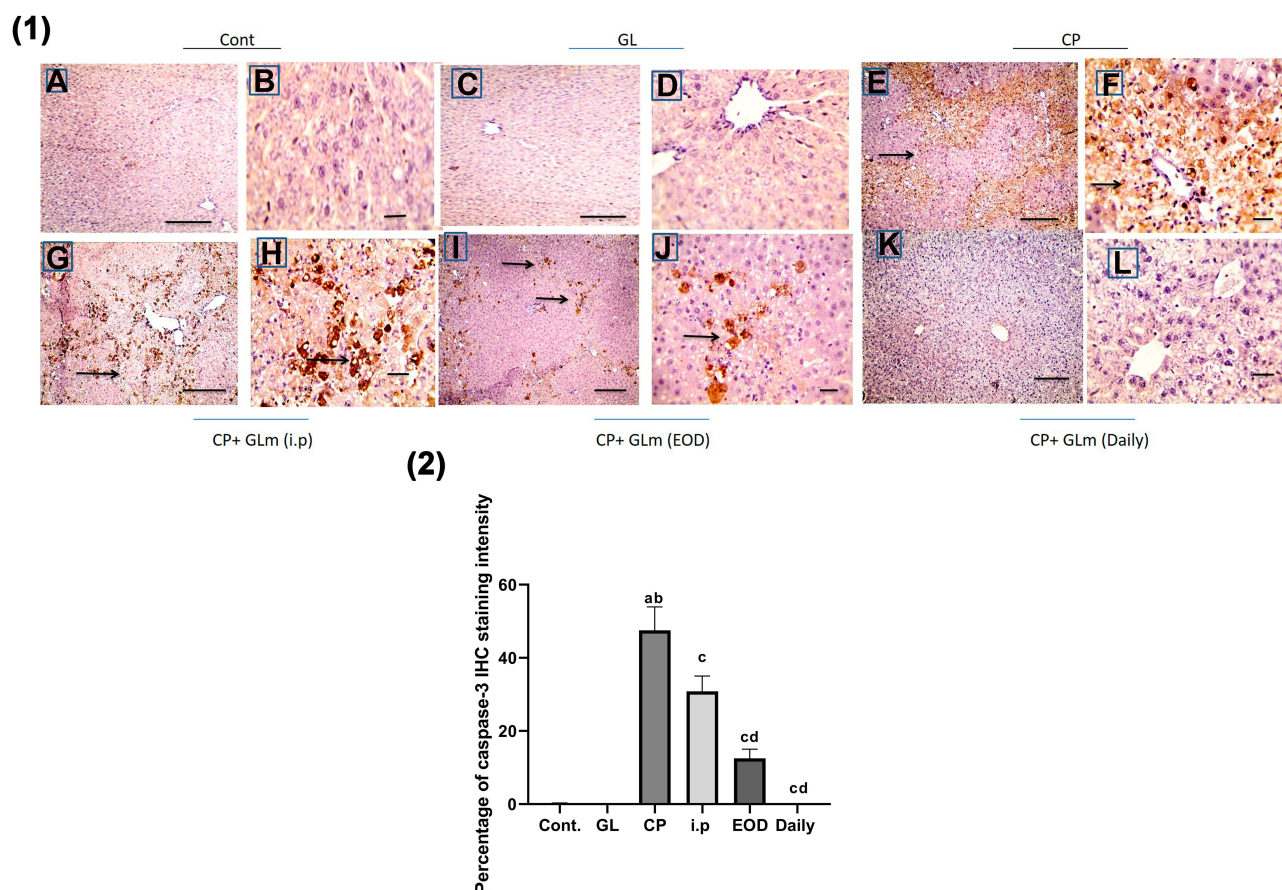 (1)
Cont
GL
CP
A
B
C
D
E
F
G
H
I
J
K
L
CP+ GLm (i.p)
CP+ GLm (EOD)
CP+ GLm (Daily)
(2)
Percentage of caspase-3 IHC staining intensity
60
40
20
0
ab
c
cd
cd
Cont. GL CP i.p EOD Daily